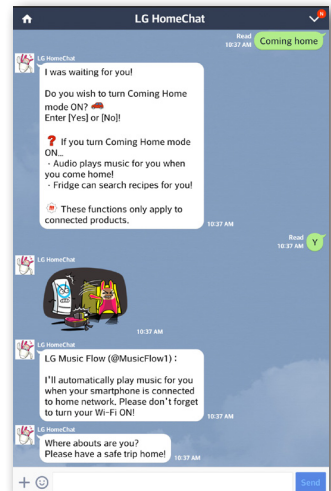 LG HomeChat
Read
10:37 AM
Coming home
LG HomeChat
I was waiting for you!
Do you wish to turn Coming Home
mode ON?
Enter [Yes] or [No]!
If you turn Coming Home mode
ON...
· Audio plays music for you when
you come home!
· Fridge can search recipes for you!
These functions only apply to
connected products.
10:37 AM
Read
10:37 AM
Y
LG HomeChat
10:37 AM
LG HomeChat
LG Music Flow (@MusicFlow1) :
I'll automatically play music for you
when your smartphone is connected
to home network. Please don't forget
to turn your Wi-Fi ON!
10:37 AM
LG HomeChat
Where abouts are you?
Please have a safe trip home!
10:37 AM
Send